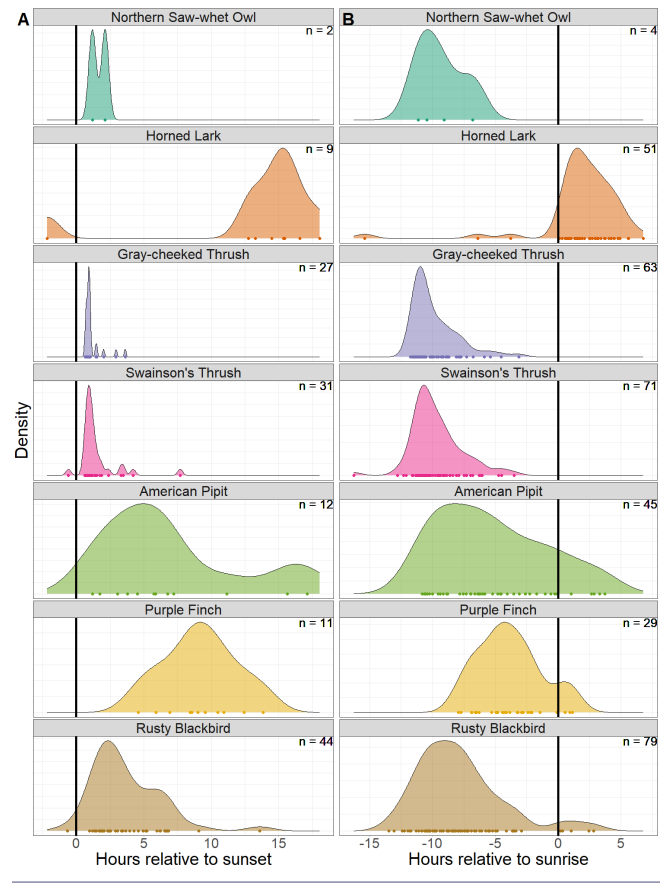 A
Northern Saw-whet Owl
n = 2
Horned Lark
n = 9
Gray-cheeked Thrush
n = 27
Swainson's Thrush
n = 31
American Pipit
n = 12
Purple Finch
n = 11
Rusty Blackbird
n = 44
0 5 10 15
Hours relative to sunset
Density
B
Northern Saw-whet Owl
n = 4
Horned Lark
n = 51
Gray-cheeked Thrush
n = 63
Swainson's Thrush
n = 71
American Pipit
n = 45
Purple Finch
n = 29
Rusty Blackbird
n = 79
-15 -10 -5 0 5
Hours relative to sunrise